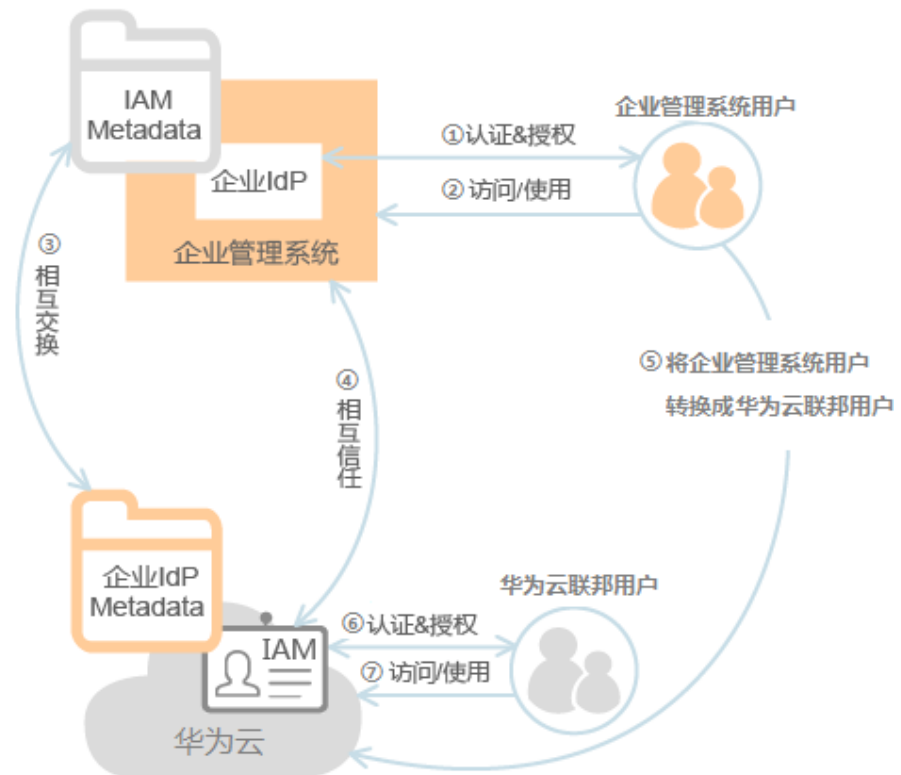 IAM
Metadata
企业管理系统用户
①认证&授权
企业IdP
② 访问/使用
企业管理系统
③
相互交换
④
相互信任
⑤ 将企业管理系统用户
转换成华为云联邦用户
企业IdP
Metadata
华为云联邦用户
⑥认证&授权
IAM
⑦ 访问/使用
华为云